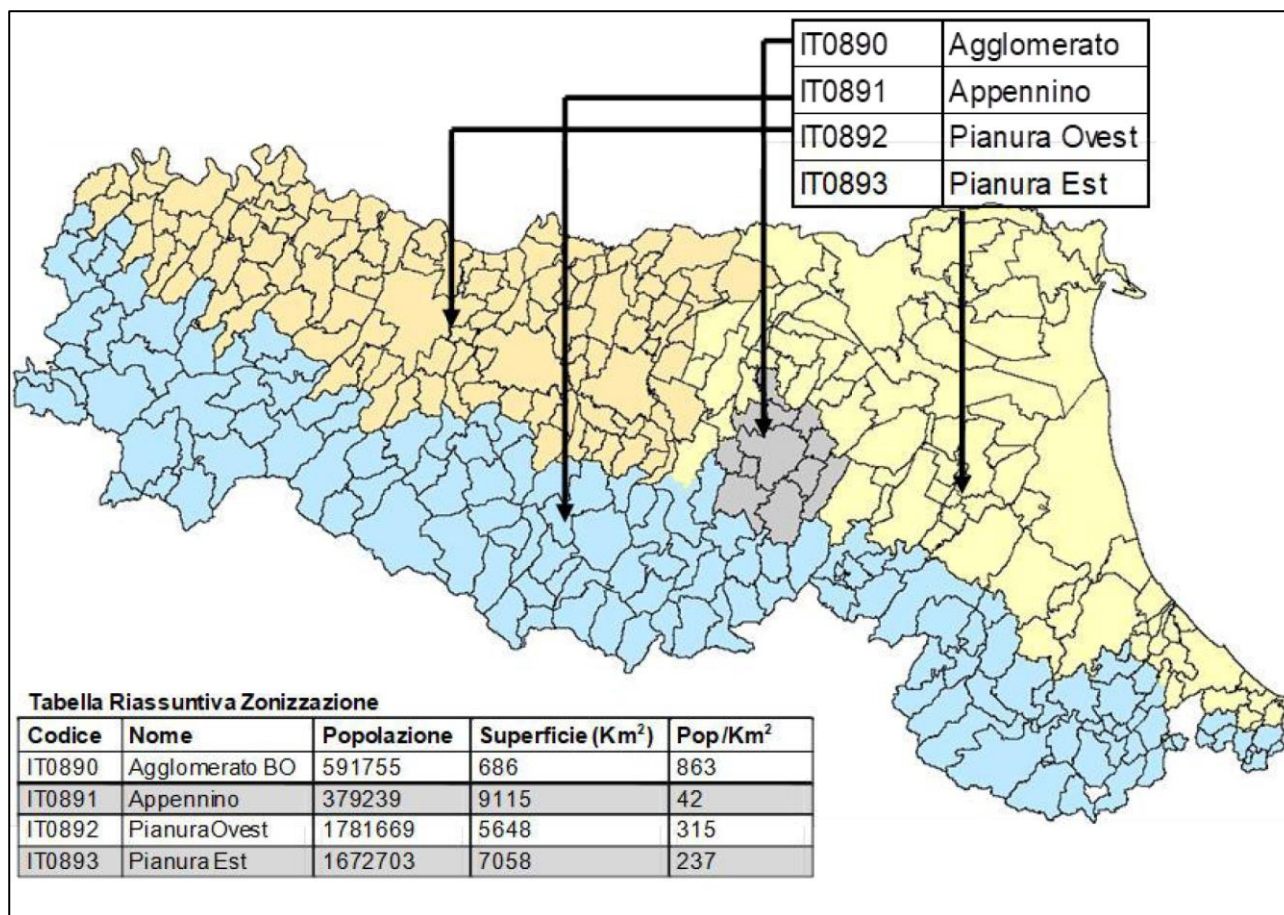 IT0890 Agglomerato
IT0891 Appennino
IT0892 Pianura Ovest
IT0893 Pianura Est
Tabella Riassuntiva Zonizzazione
Codice Nome Popolazione Superficie (Km²) Pop/Km²
IT0890 Agglomerato BO 591755 686 863
IT0891 Appennino 379239 9115 42
IT0892 PianuraOvest 1781669 5648 315
IT0893 Pianura Est 1672703 7058 237